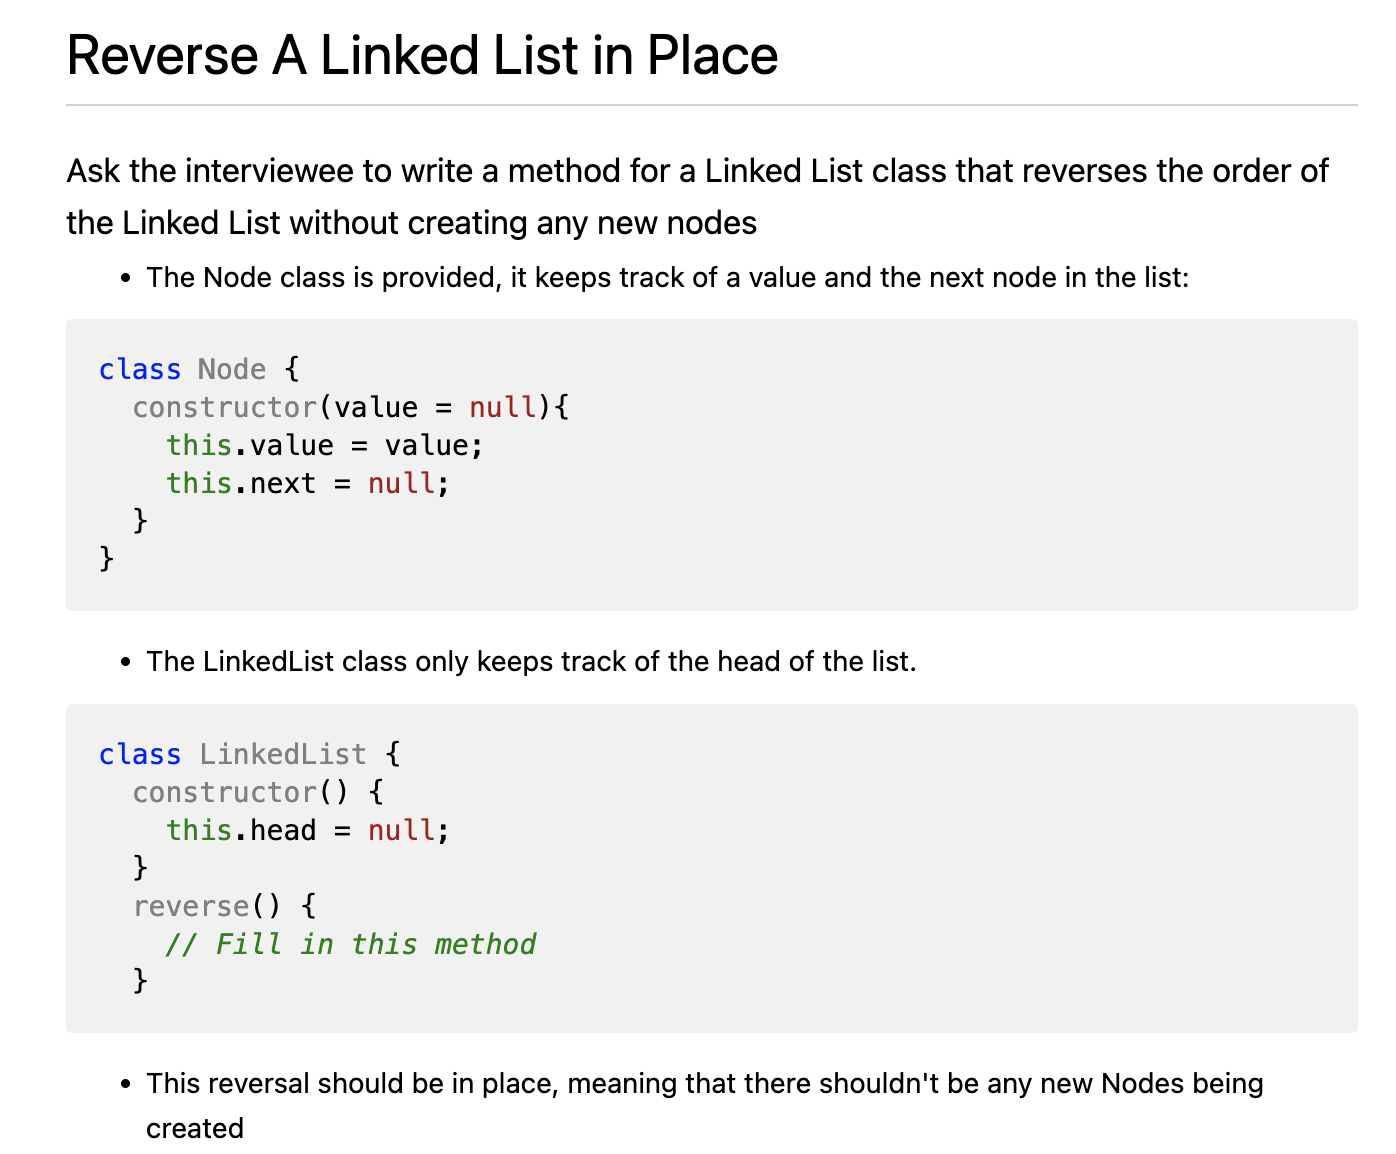 Reverse A Linked List in Place
Ask the interviewee to write a method for a Linked List class that reverses the order of
the Linked List without creating any new nodes
• The Node class is provided, it keeps track of a value and the next node in the list:
class Node {
  constructor(value = null){
    this.value = value;
    this.next = null;
  }
}
• The LinkedList class only keeps track of the head of the list.
class LinkedList {
  constructor() {
    this.head = null;
  }
  reverse() {
    // Fill in this method
  }
• This reversal should be in place, meaning that there shouldn't be any new Nodes being
created